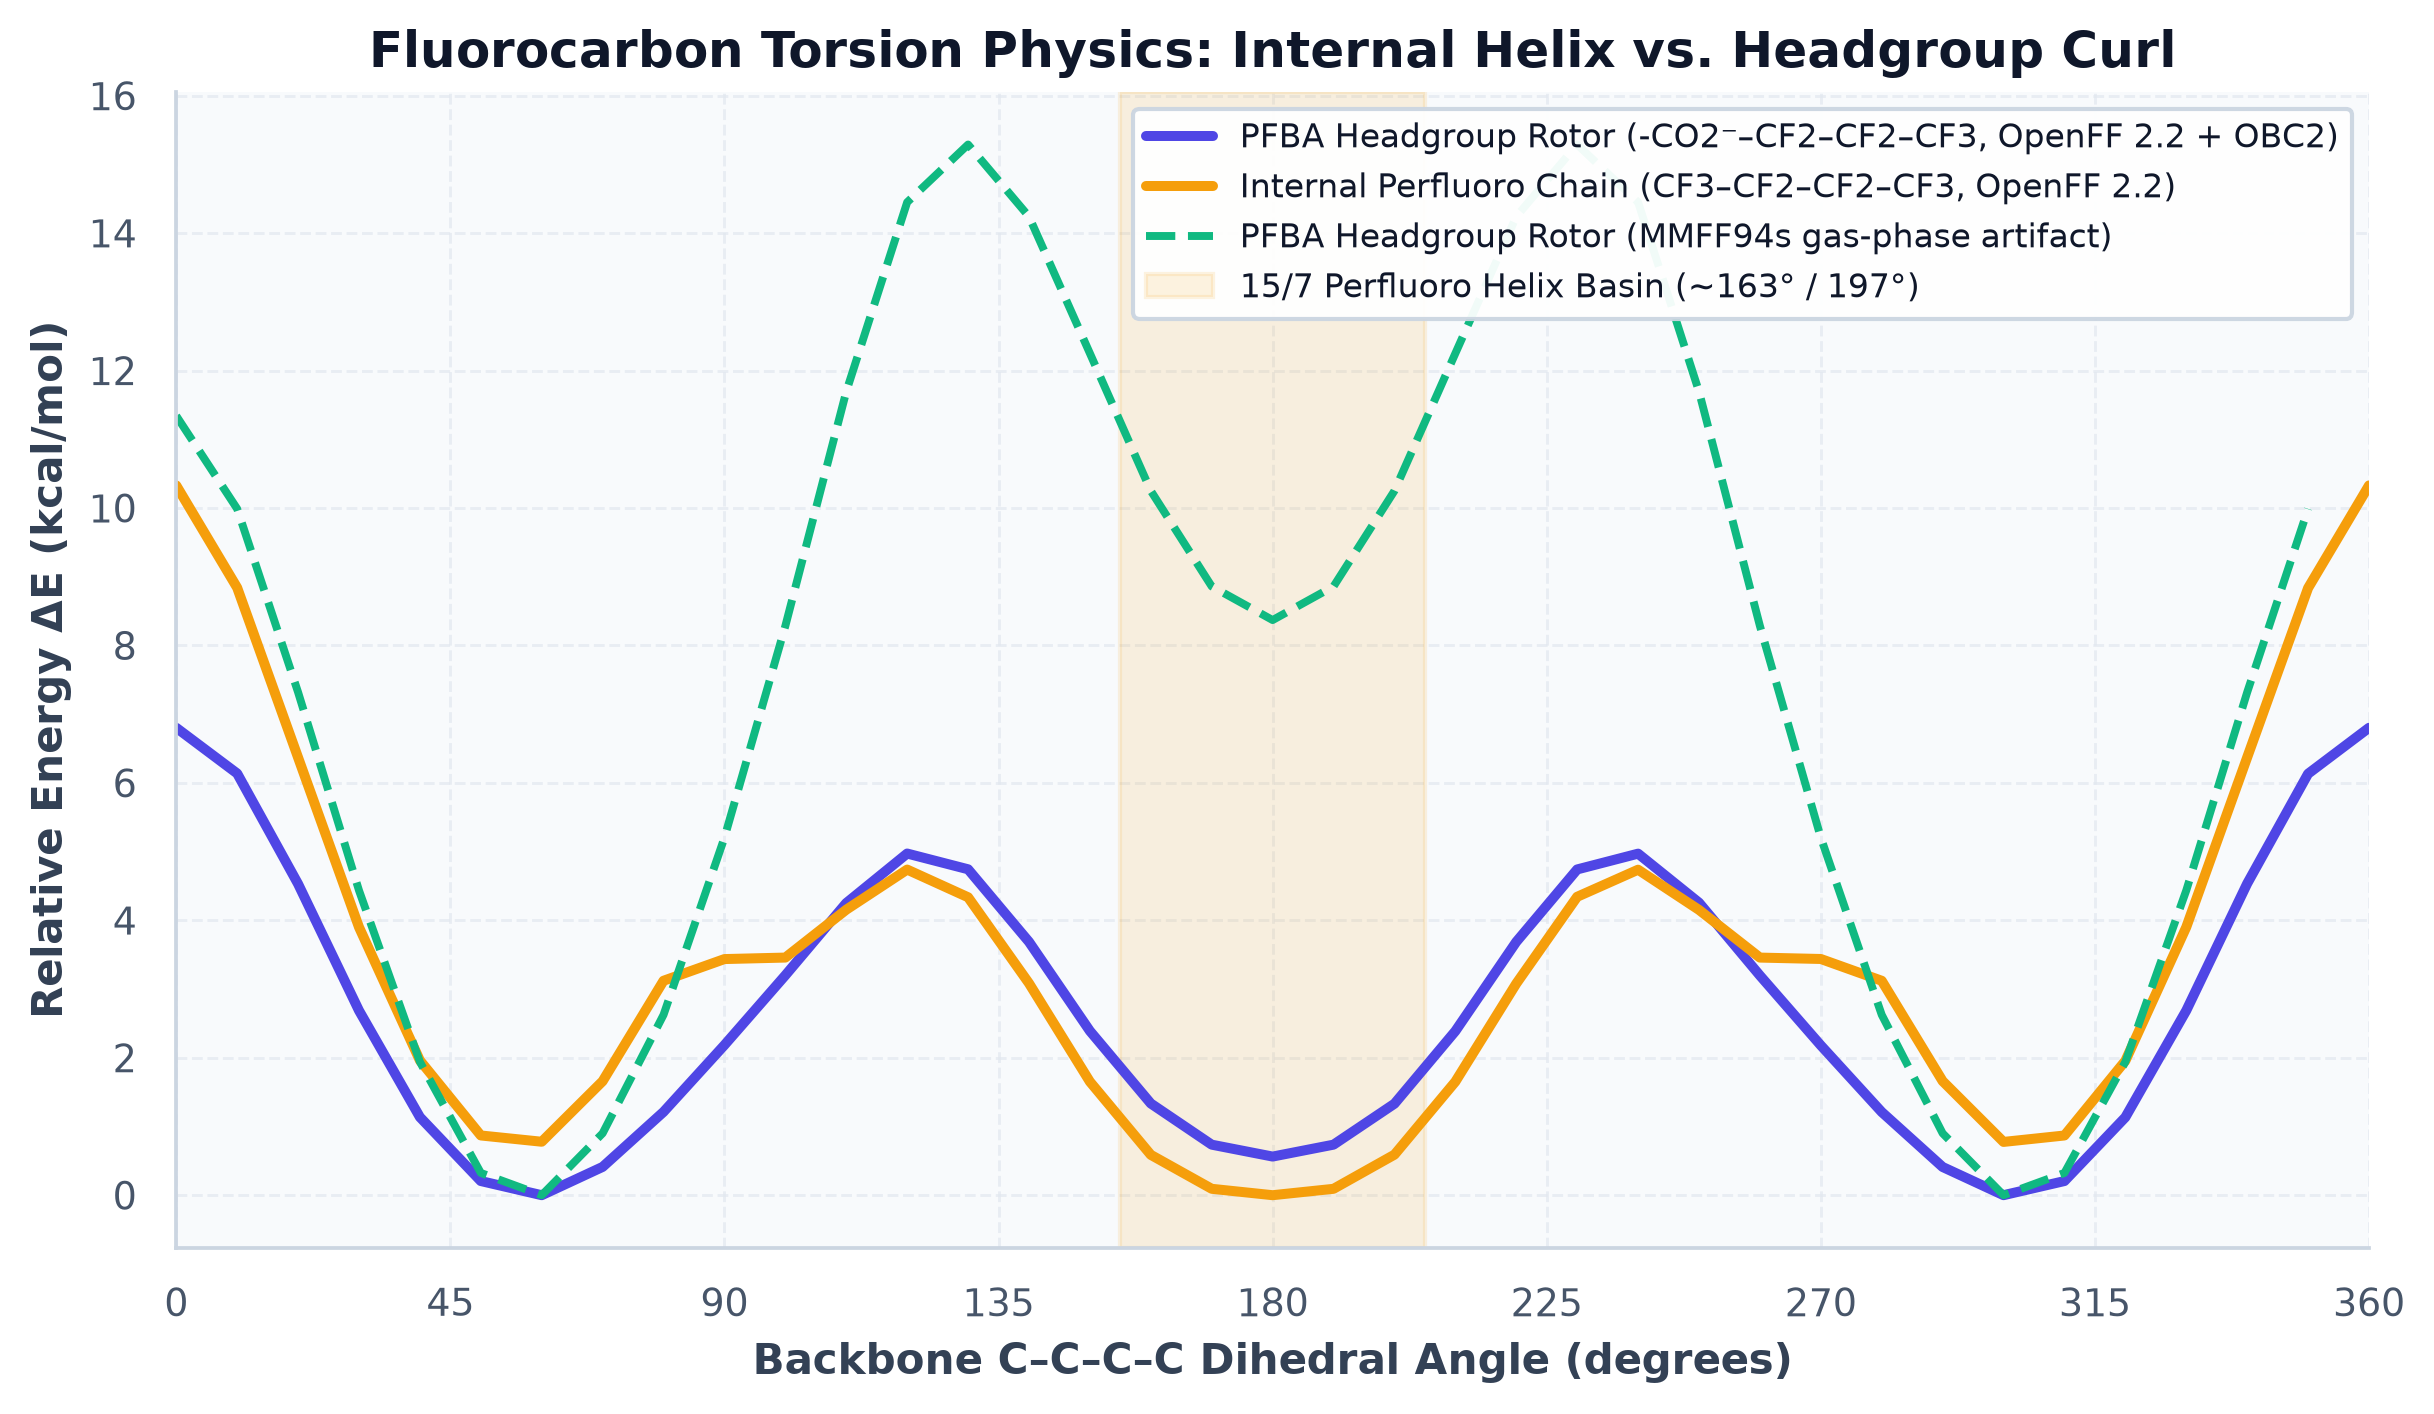 Fluorocarbon Torsion Physics: Internal Helix vs. Headgroup Curl
Relative Energy ΔE (kcal/mol)
16
14
12
10
8
6
4
2
0
PFBA Headgroup Rotor (-CO2⁻–CF2–CF2–CF3, OpenFF 2.2 + OBC2)
Internal Perfluoro Chain (CF3–CF2–CF2–CF3, OpenFF 2.2)
PFBA Headgroup Rotor (MMFF94s gas-phase artifact)
15/7 Perfluoro Helix Basin (~163° / 197°)
0 45 90 135 180 225 270 315 360
Backbone C–C–C–C Dihedral Angle (degrees)